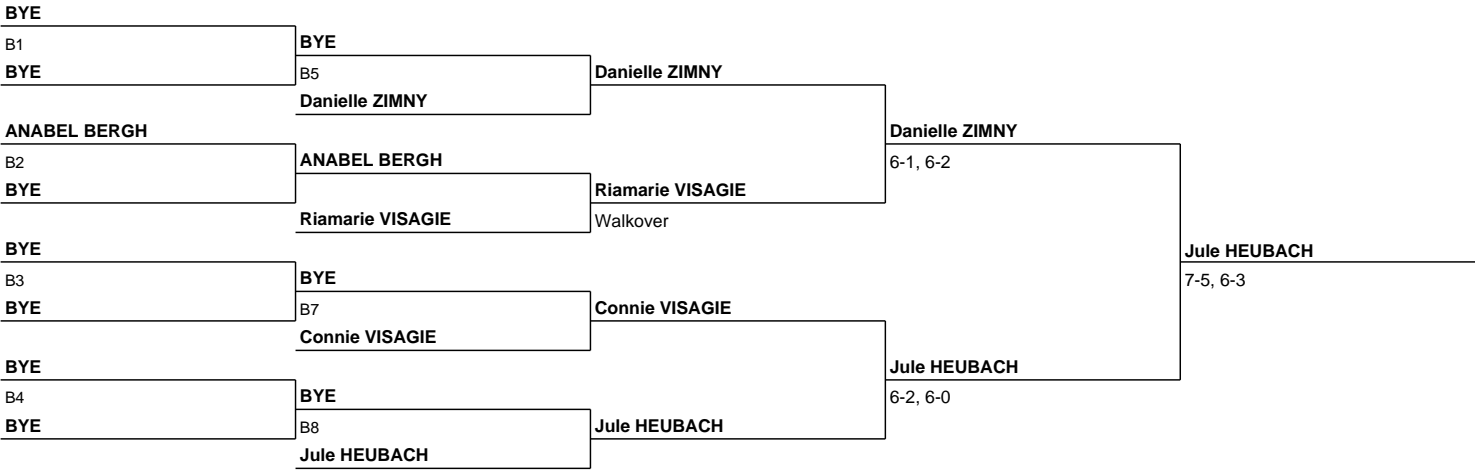 BYE
B1
BYE
BYE
B5
Danielle ZIMNY
Danielle ZIMNY
ANABEL BERGH
B2
BYE
ANABEL BERGH
Riamarie VISAGIE
Riamarie VISAGIE
Walkover
Danielle ZIMNY
6-1, 6-2
BYE
B3
BYE
BYE
B7
Connie VISAGIE
Connie VISAGIE
BYE
B4
BYE
BYE
B8
Jule HEUBACH
Jule HEUBACH
Jule HEUBACH
6-2, 6-0
Jule HEUBACH
7-5, 6-3